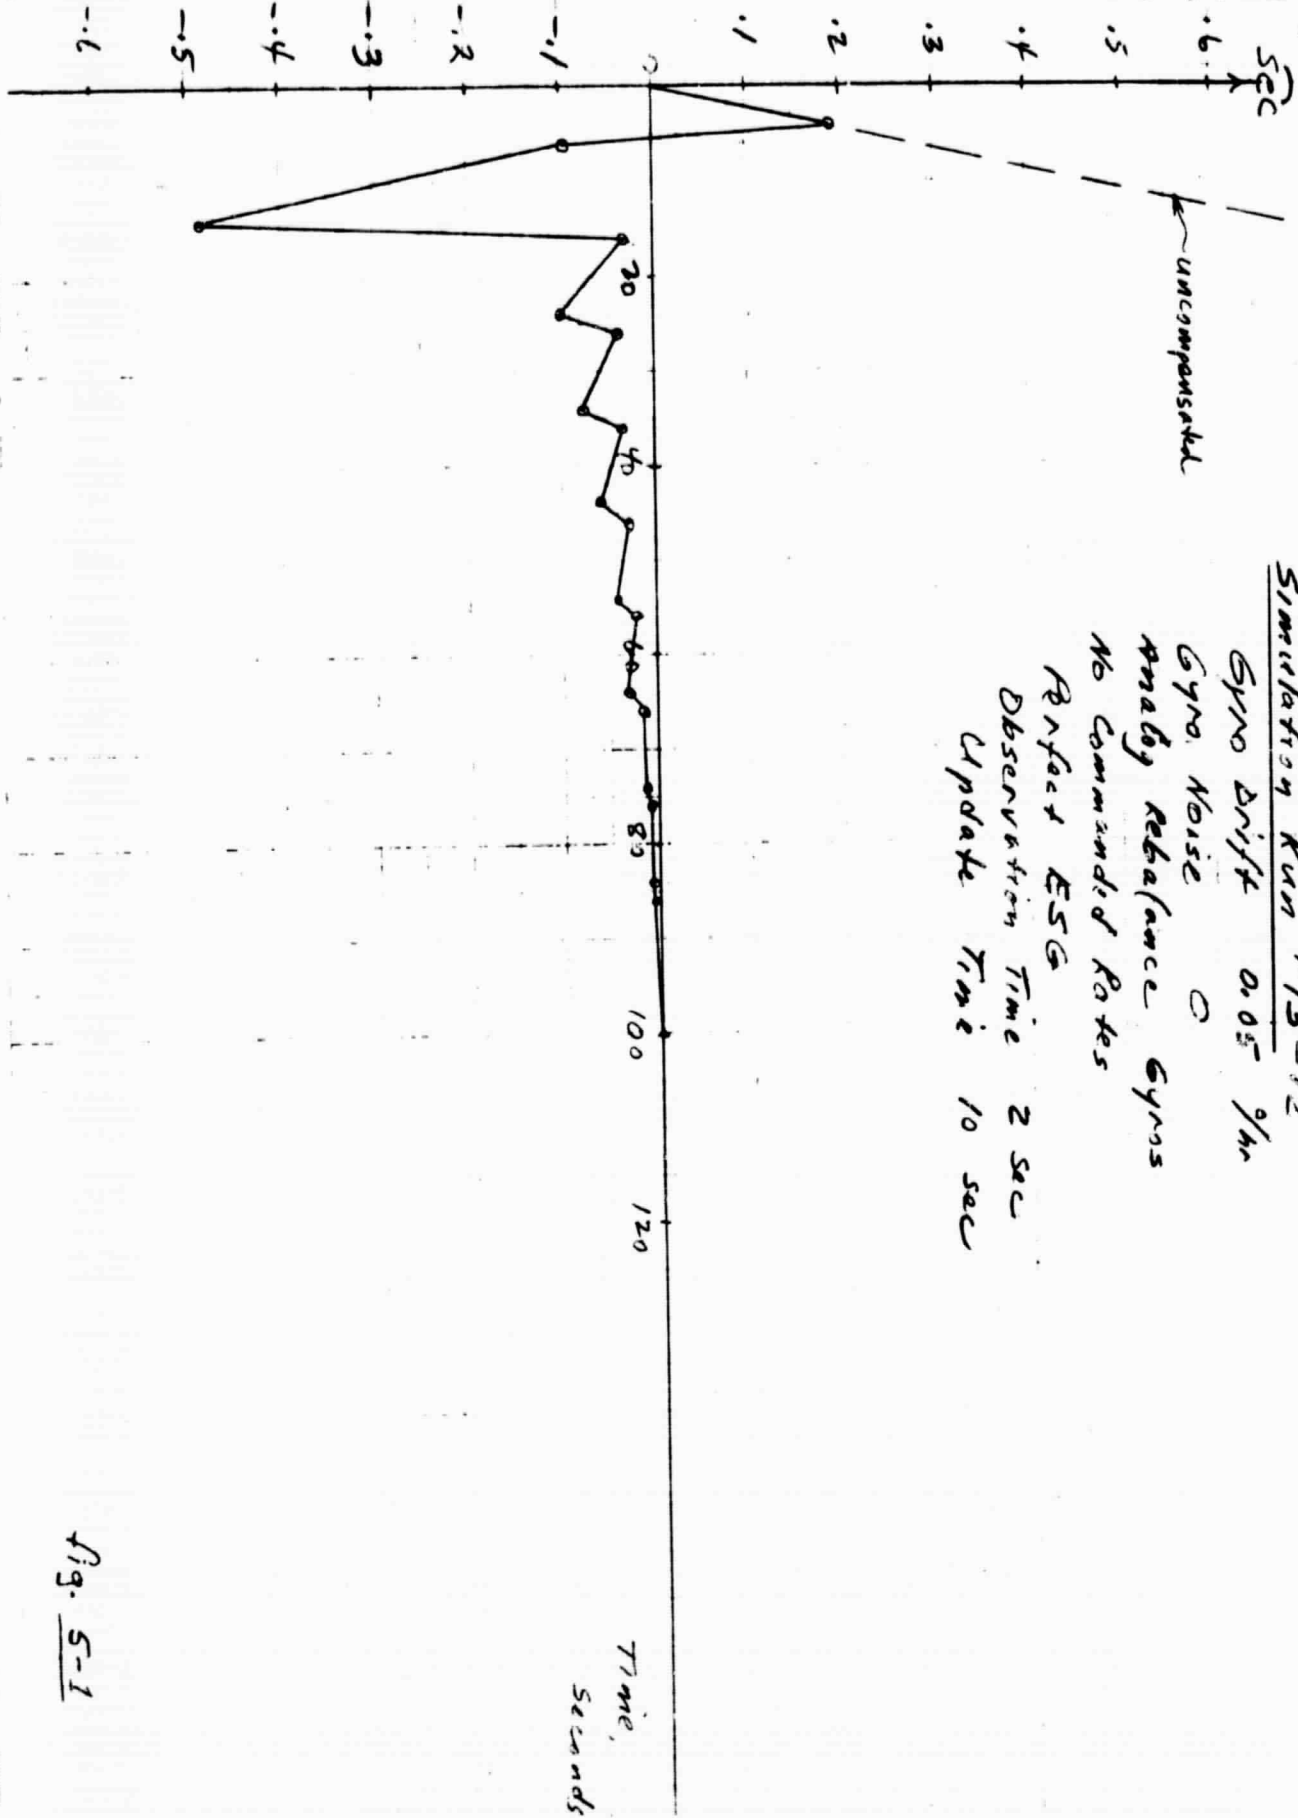 Sec
.6
.5
.4
.3
.2
.1
0
-.1
-.2
-.3
-.4
-.5
-.6
20
40
60
80
100
120
Time,
Seconds
uncompensated
Simulation Run
Gyro Drift 0.05 °/hr
Gyro Noise 0
Analog Rebalance Gyros
No Commanded Rates
Perfect ESG
Observation Time 2 sec
Update Time 10 sec
fig. 5-1